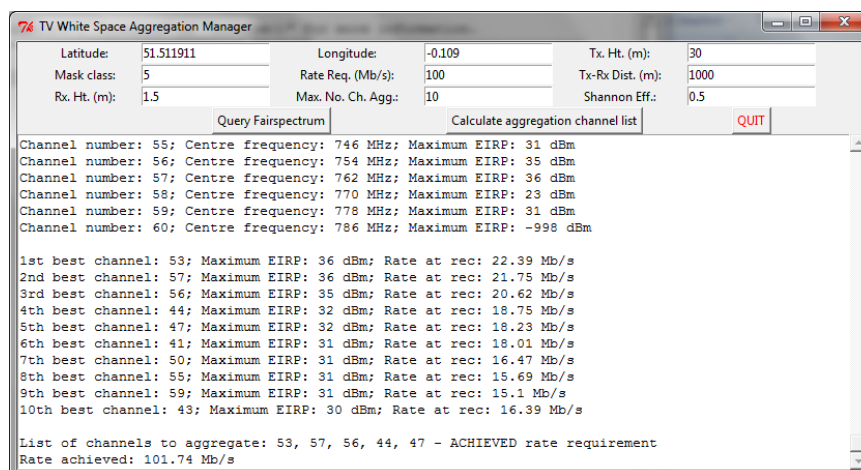 TV White Space Aggregation Manager
Latitude: 51.511911 Longitude: -0.109 Tx. Ht. (m): 30
Mask class: 5 Rate Req. (Mb/s): 100 Tx-Rx Dist. (m): 1000
Rx. Ht. (m): 1.5 Max. No. Ch. Agg.: 10 Shannon Eff.: 0.5
Query Fairspectrum Calculate aggregation channel list QUIT
Channel number: 55; Centre frequency: 746 MHz; Maximum EIRP: 31 dBm
Channel number: 56; Centre frequency: 754 MHz; Maximum EIRP: 35 dBm
Channel number: 57; Centre frequency: 762 MHz; Maximum EIRP: 36 dBm
Channel number: 58; Centre frequency: 770 MHz; Maximum EIRP: 23 dBm
Channel number: 59; Centre frequency: 778 MHz; Maximum EIRP: 31 dBm
Channel number: 60; Centre frequency: 786 MHz; Maximum EIRP: -998 dBm
1st best channel: 53; Maximum EIRP: 36 dBm; Rate at rec: 22.39 Mb/s
2nd best channel: 57; Maximum EIRP: 36 dBm; Rate at rec: 21.75 Mb/s
3rd best channel: 56; Maximum EIRP: 35 dBm; Rate at rec: 20.62 Mb/s
4th best channel: 44; Maximum EIRP: 32 dBm; Rate at rec: 18.75 Mb/s
5th best channel: 47; Maximum EIRP: 32 dBm; Rate at rec: 18.23 Mb/s
6th best channel: 41; Maximum EIRP: 31 dBm; Rate at rec: 18.01 Mb/s
7th best channel: 50; Maximum EIRP: 31 dBm; Rate at rec: 16.47 Mb/s
8th best channel: 55; Maximum EIRP: 31 dBm; Rate at rec: 15.69 Mb/s
9th best channel: 59; Maximum EIRP: 31 dBm; Rate at rec: 15.1 Mb/s
10th best channel: 43; Maximum EIRP: 30 dBm; Rate at rec: 16.39 Mb/s
List of channels to aggregate: 53, 57, 56, 44, 47 - ACHIEVED rate requirement
Rate achieved: 101.74 Mb/s